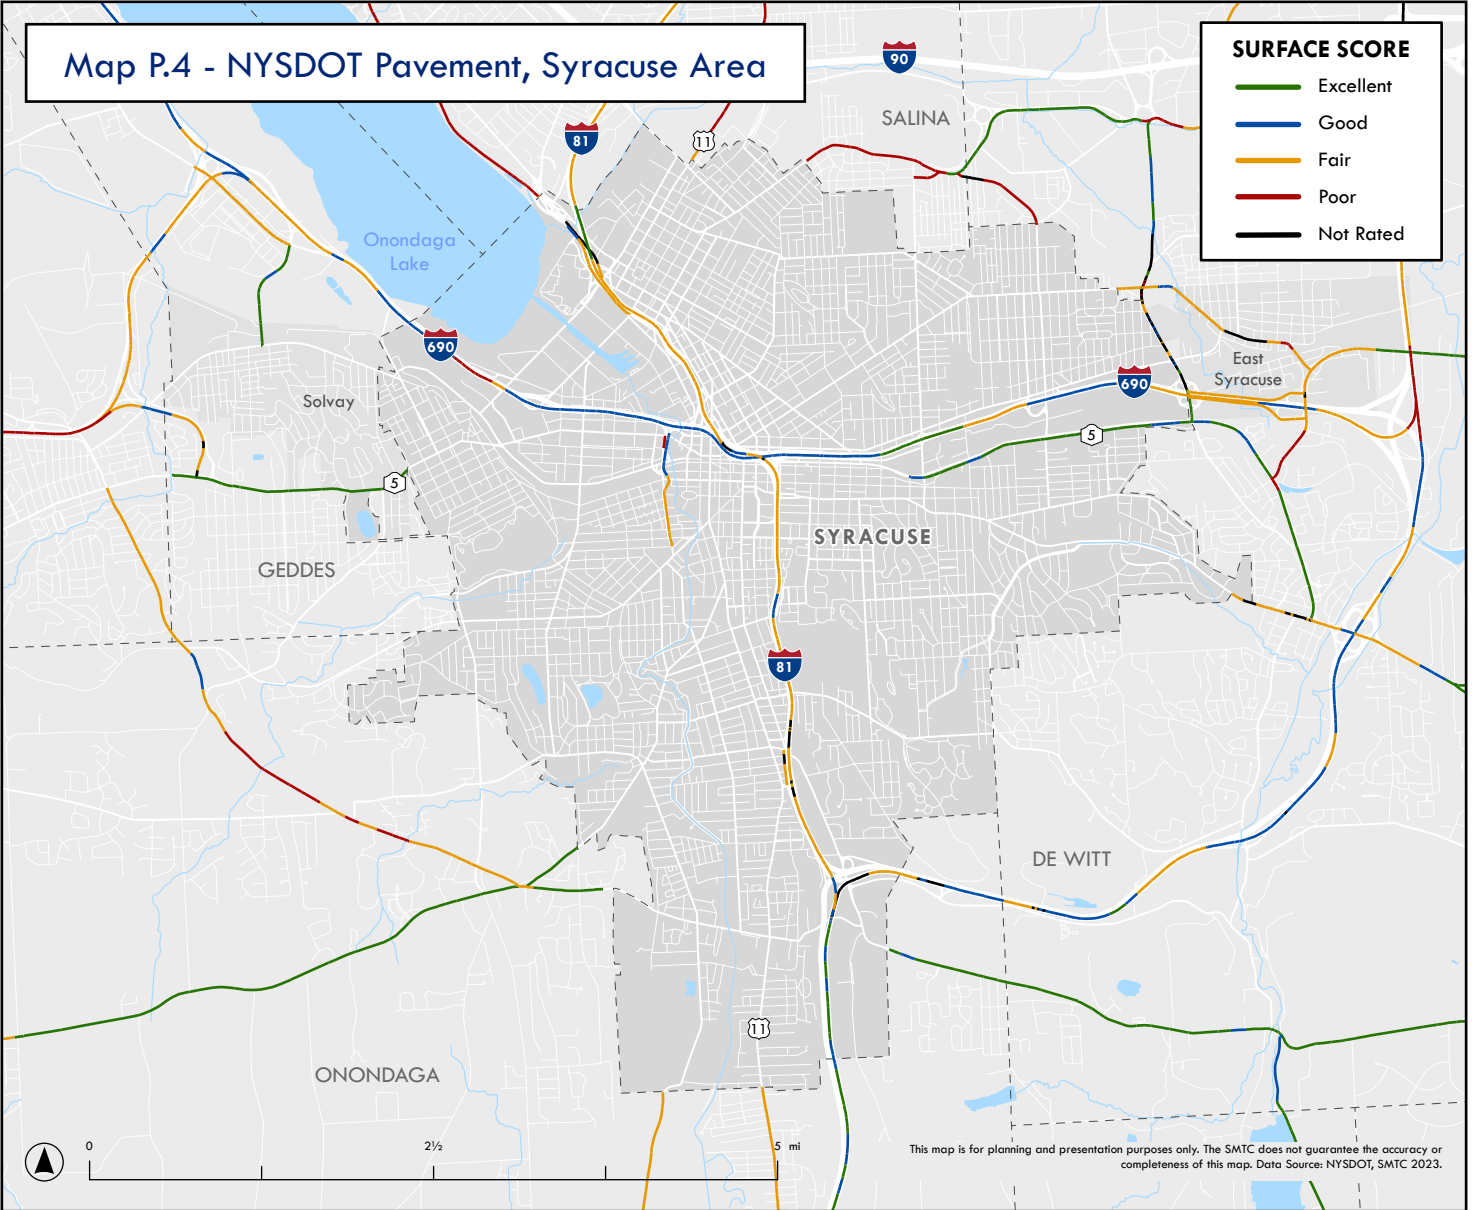 Map P.4 - NYSDOT Pavement, Syracuse Area
SURFACE SCORE
Excellent
Good
Fair
Poor
Not Rated
90
SALINA
81
11
Onondaga
Lake
690
East
Syracuse
690
Solvay
5
5
SYRACUSE
GEDDES
81
DE WITT
11
ONONDAGA
0
2½
5 mi
This map is for planning and presentation purposes only. The SMTC does not guarantee the accuracy or
completeness of this map. Data Source: NYSDOT, SMTC 2023.